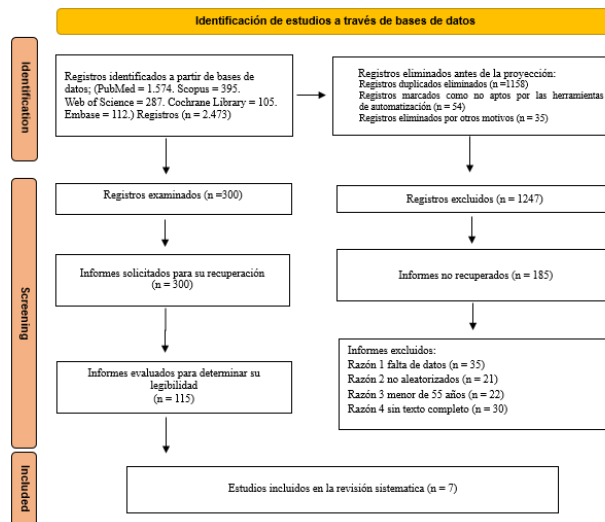 Identificación de estudios a través de bases de datos
Identification
Registros identificados a partir de bases de
datos; (PubMed = 1.574. Scopus = 395.
Web of Science = 287. Cochrane Library = 105.
Embase = 112.) Registros (n = 2.473)
Registros eliminados antes de la proyección:
Registros duplicados eliminados (n=1158)
Registros marcados como no aptos por las herramientas
de automatización (n = 54)
Registros eliminados por otros motivos (n = 35)
Screening
Registros examinados (n =300)
Registros excluidos (n = 1247)
Informes solicitados para su recuperación
(n = 300)
Informes no recuperados (n = 185)
Informes evaluados para determinar su
legibilidad
(n = 115)
Informes excluidos:
Razón 1 falta de datos (n = 35)
Razón 2 no aleatorizados (n = 21)
Razón 3 menor de 55 años (n = 22)
Razón 4 sin texto completo (n = 30)
Included
Estudios incluidos en la revisión sistematica (n = 7)